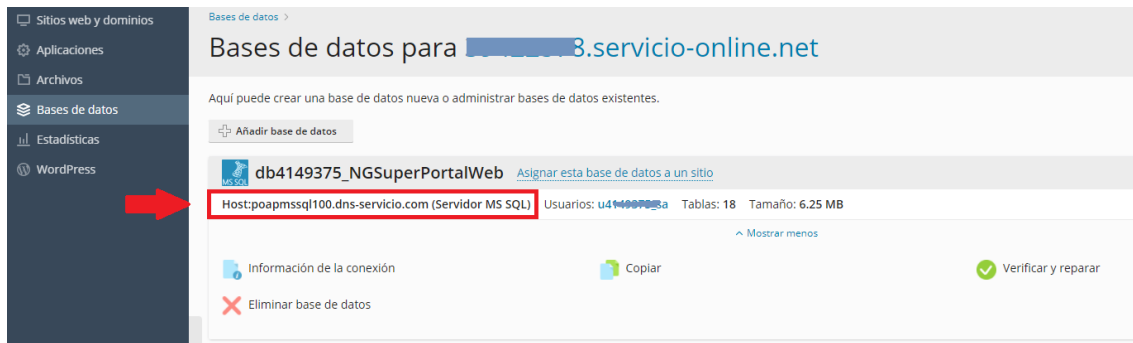 Sitios web y dominios
Aplicaciones
Archivos
Bases de datos
Estadísticas
WordPress
Bases de datos >
Bases de datos para 8.servicio-online.net
Aquí puede crear una base de datos nueva o administrar bases de datos existentes.
Añadir base de datos
MS SQL db4149375_NGSuperPortalWeb Asignar esta base de datos a un sitio
Host:poapmssql100.dns-servicio.com (Servidor MS SQL) Usuarios: Tablas: 18 Tamaño: 6.25 MB
Mostrar menos
Información de la conexión Copiar Verificar y reparar
Eliminar base de datos